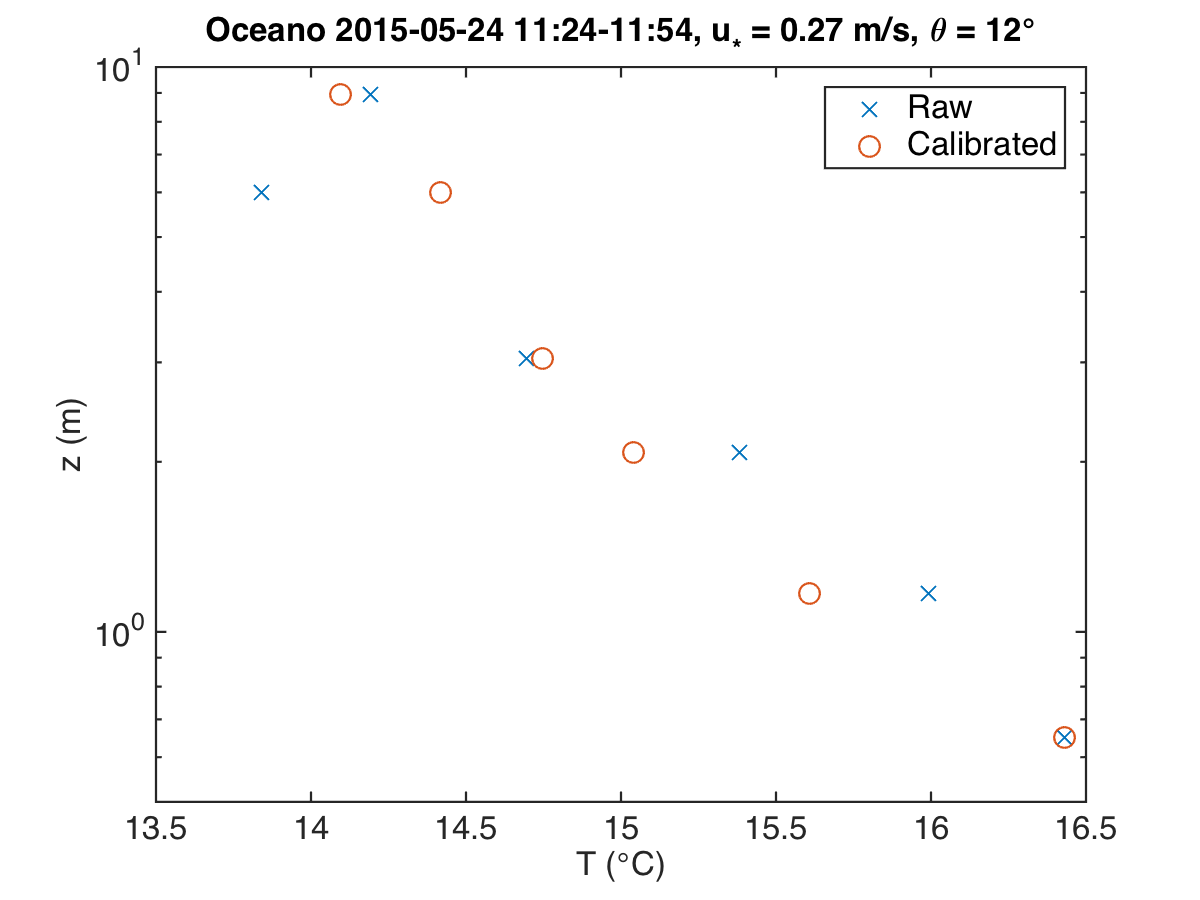 Oceano 2015-05-24 11:24-11:54, u* = 0.27 m/s, θ = 12°
10¹
Raw
Calibrated
z (m)
10⁰
13.5 14 14.5 15 15.5 16 16.5
T (°C)